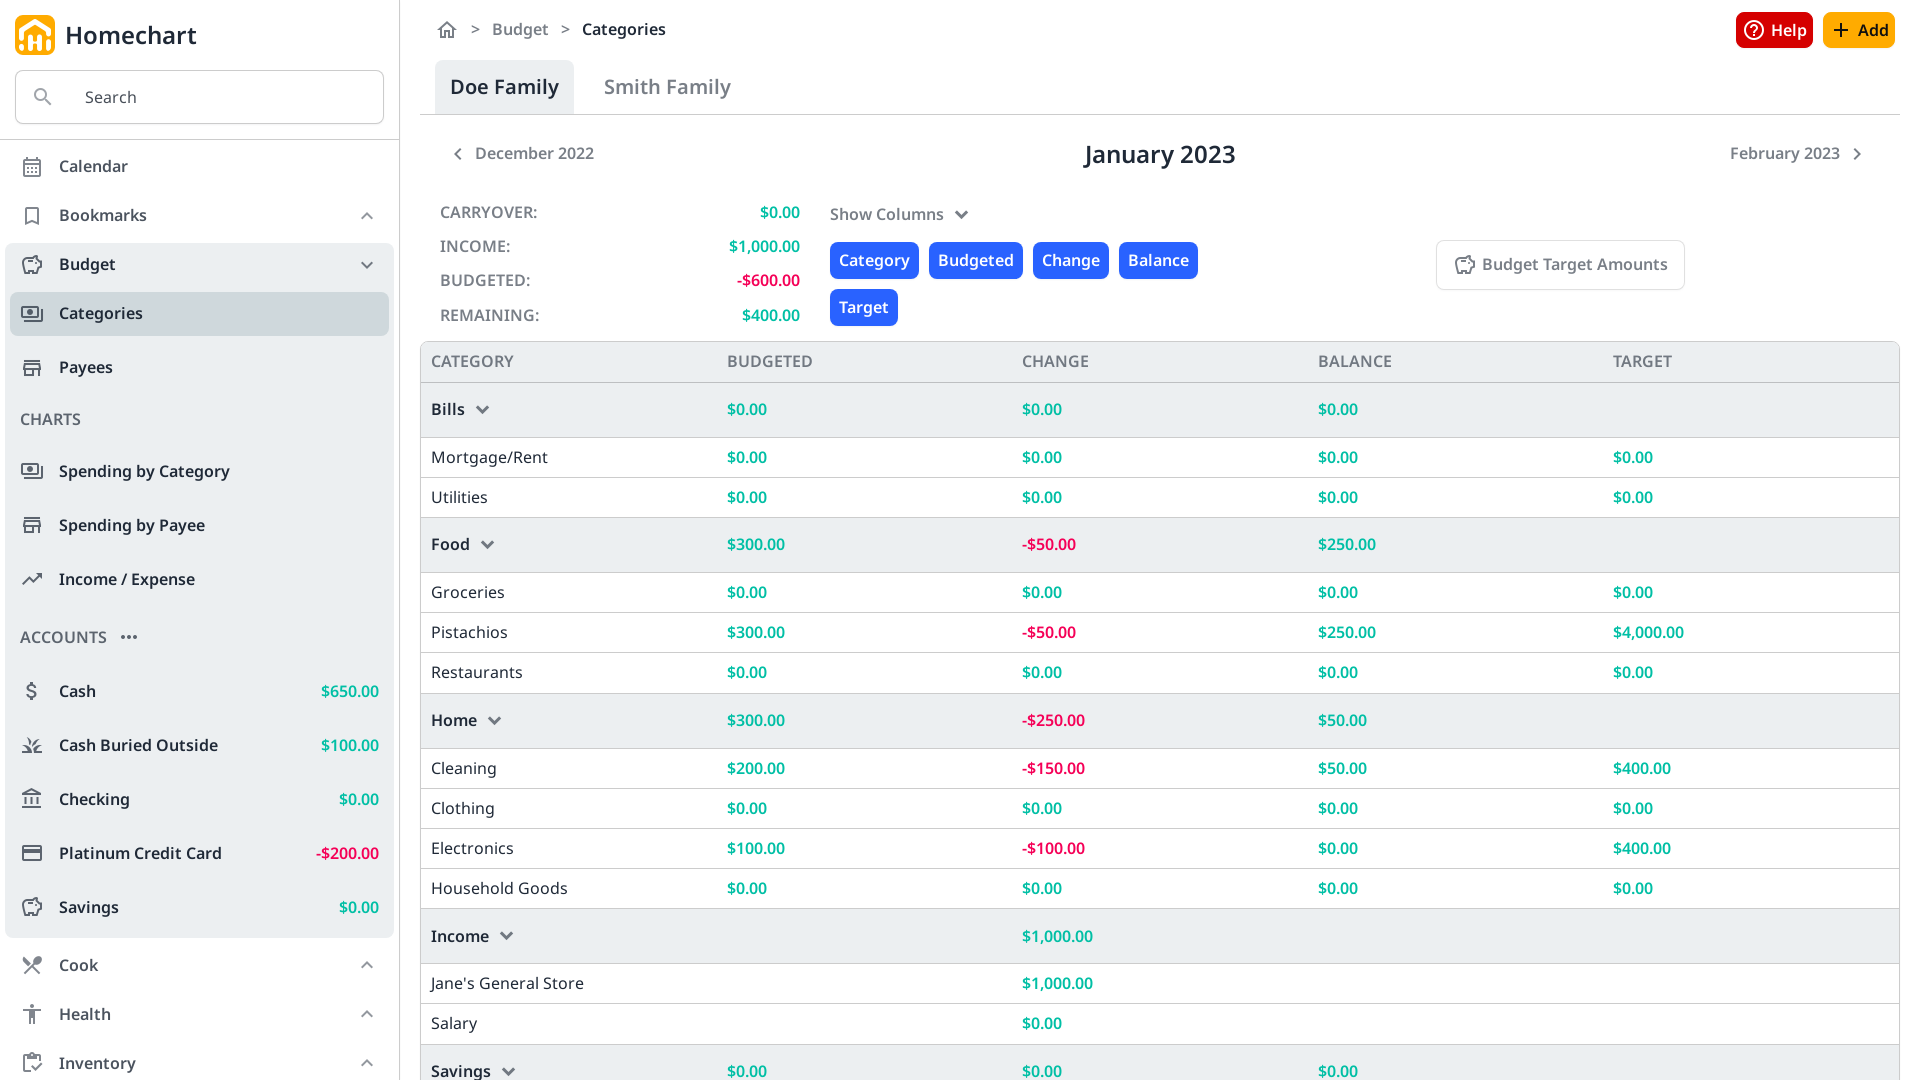 Homechart
Search
Calendar
Bookmarks
Budget
Categories
Payees
CHARTS
Spending by Category
Spending by Payee
Income / Expense
ACCOUNTS
Cash $650.00
Cash Buried Outside $100.00
Checking $0.00
Platinum Credit Card -$200.00
Savings $0.00
Cook
Health
Inventory
> Budget > Categories
Help Add
Doe Family Smith Family
December 2022 January 2023 February 2023
CARRYOVER: $0.00
INCOME: $1,000.00
BUDGETED: -$600.00
REMAINING: $400.00
Show Columns
Category Budgeted Change Balance
Target
Budget Target Amounts
CATEGORY BUDGETED CHANGE BALANCE TARGET
Bills $0.00 $0.00 $0.00
Mortgage/Rent $0.00 $0.00 $0.00 $0.00
Utilities $0.00 $0.00 $0.00 $0.00
Food $300.00 -$50.00 $250.00
Groceries $0.00 $0.00 $0.00 $0.00
Pistachios $300.00 -$50.00 $250.00 $4,000.00
Restaurants $0.00 $0.00 $0.00 $0.00
Home $300.00 -$250.00 $50.00
Cleaning $200.00 -$150.00 $50.00 $400.00
Clothing $0.00 $0.00 $0.00 $0.00
Electronics $100.00 -$100.00 $0.00 $400.00
Household Goods $0.00 $0.00 $0.00 $0.00
Income $1,000.00
Jane's General Store $1,000.00
Salary $0.00
Savings $0.00 $0.00 $0.00